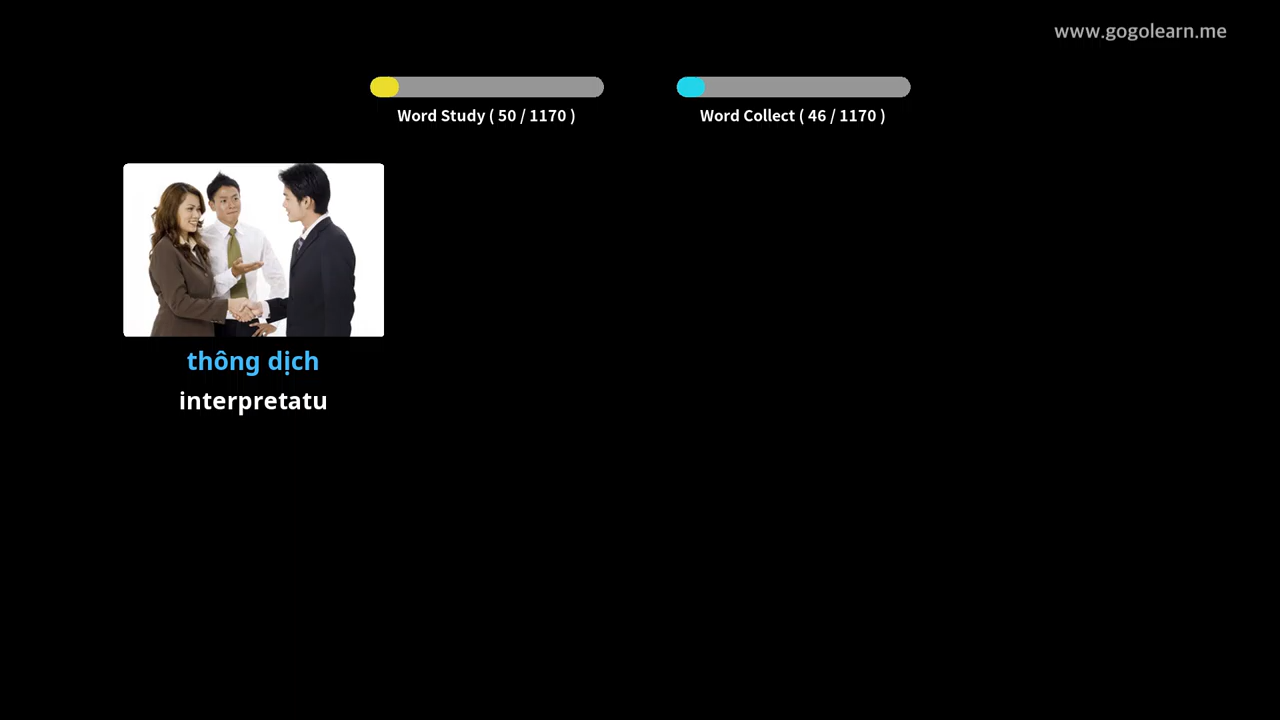 www.gogolearn.me
Word Study ( 50 / 1170 )
Word Collect ( 46 / 1170 )
thông dịch
interpretatu